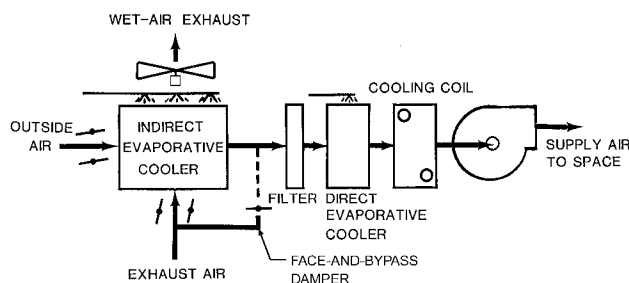 WET-AIR EXHAUST
COOLING COIL
OUTSIDE
AIR
INDIRECT
EVAPORATIVE
COOLER
SUPPLY AIR
TO SPACE
FILTER
DIRECT
EVAPORATIVE
COOLER
EXHAUST AIR
FACE-AND-BYPASS
DAMPER